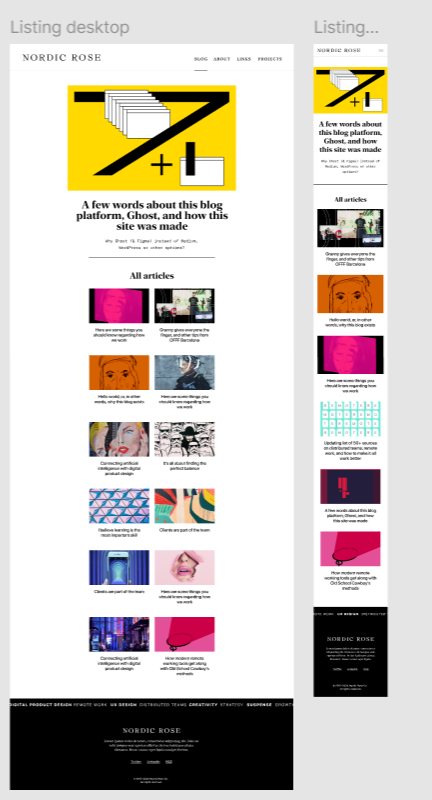 Listing desktop
NORDIC ROSE
BLOG ABOUT LINKS PROJECTS
A few words about this blog
platform, Ghost, and how this
site was made
Why Ghost (& Figma) instead of Medium,
WordPress or other options?
All articles
Here are some things you
should know regarding how
we work
Granny gives everyone the
finger, and other tips from
OFFF Barcelona
Hello world, or, in other
words, why this blog exists
Here are some things you
should know regarding how
we work
Connecting artificial
intelligence with digital
product design
It's all about finding the
perfect balance
I believe learning is the
most important skill
Clients are part of the team
Clients are part of the team
Here are some things you
should know regarding how
we work
Connecting artificial
intelligence with digital
product design
How modern remote
working tools get along
with Old School Cowboy's
methods
DIGITAL PRODUCT DESIGN REMOTE WORK UX DESIGN DISTRIBUTED TEAMS CREATIVITY STRATEGY SUSPENSE
NORDIC ROSE
Twitter LinkedIn RSS
Listing...
NORDIC ROSE
A few words about
this blog platform,
Ghost, and how this
site was made
Why Ghost (& Figma) instead of
Medium, WordPress or other
options?
All articles
Granny gives everyone the
finger, and other tips from
OFFF Barcelona
Hello world, or, in other
words, why this blog exists
Here are some things you
should know regarding how
we work
Updating list of 50+ sources
on distributed teams, remote
work, and how to make it all
work better
A few words about this blog
platform, Ghost, and how
this site was made
How modern remote
working tools get along with
Old School Cowboy's
methods
UX DESIGN
NORDIC ROSE
Twitter LinkedIn RSS